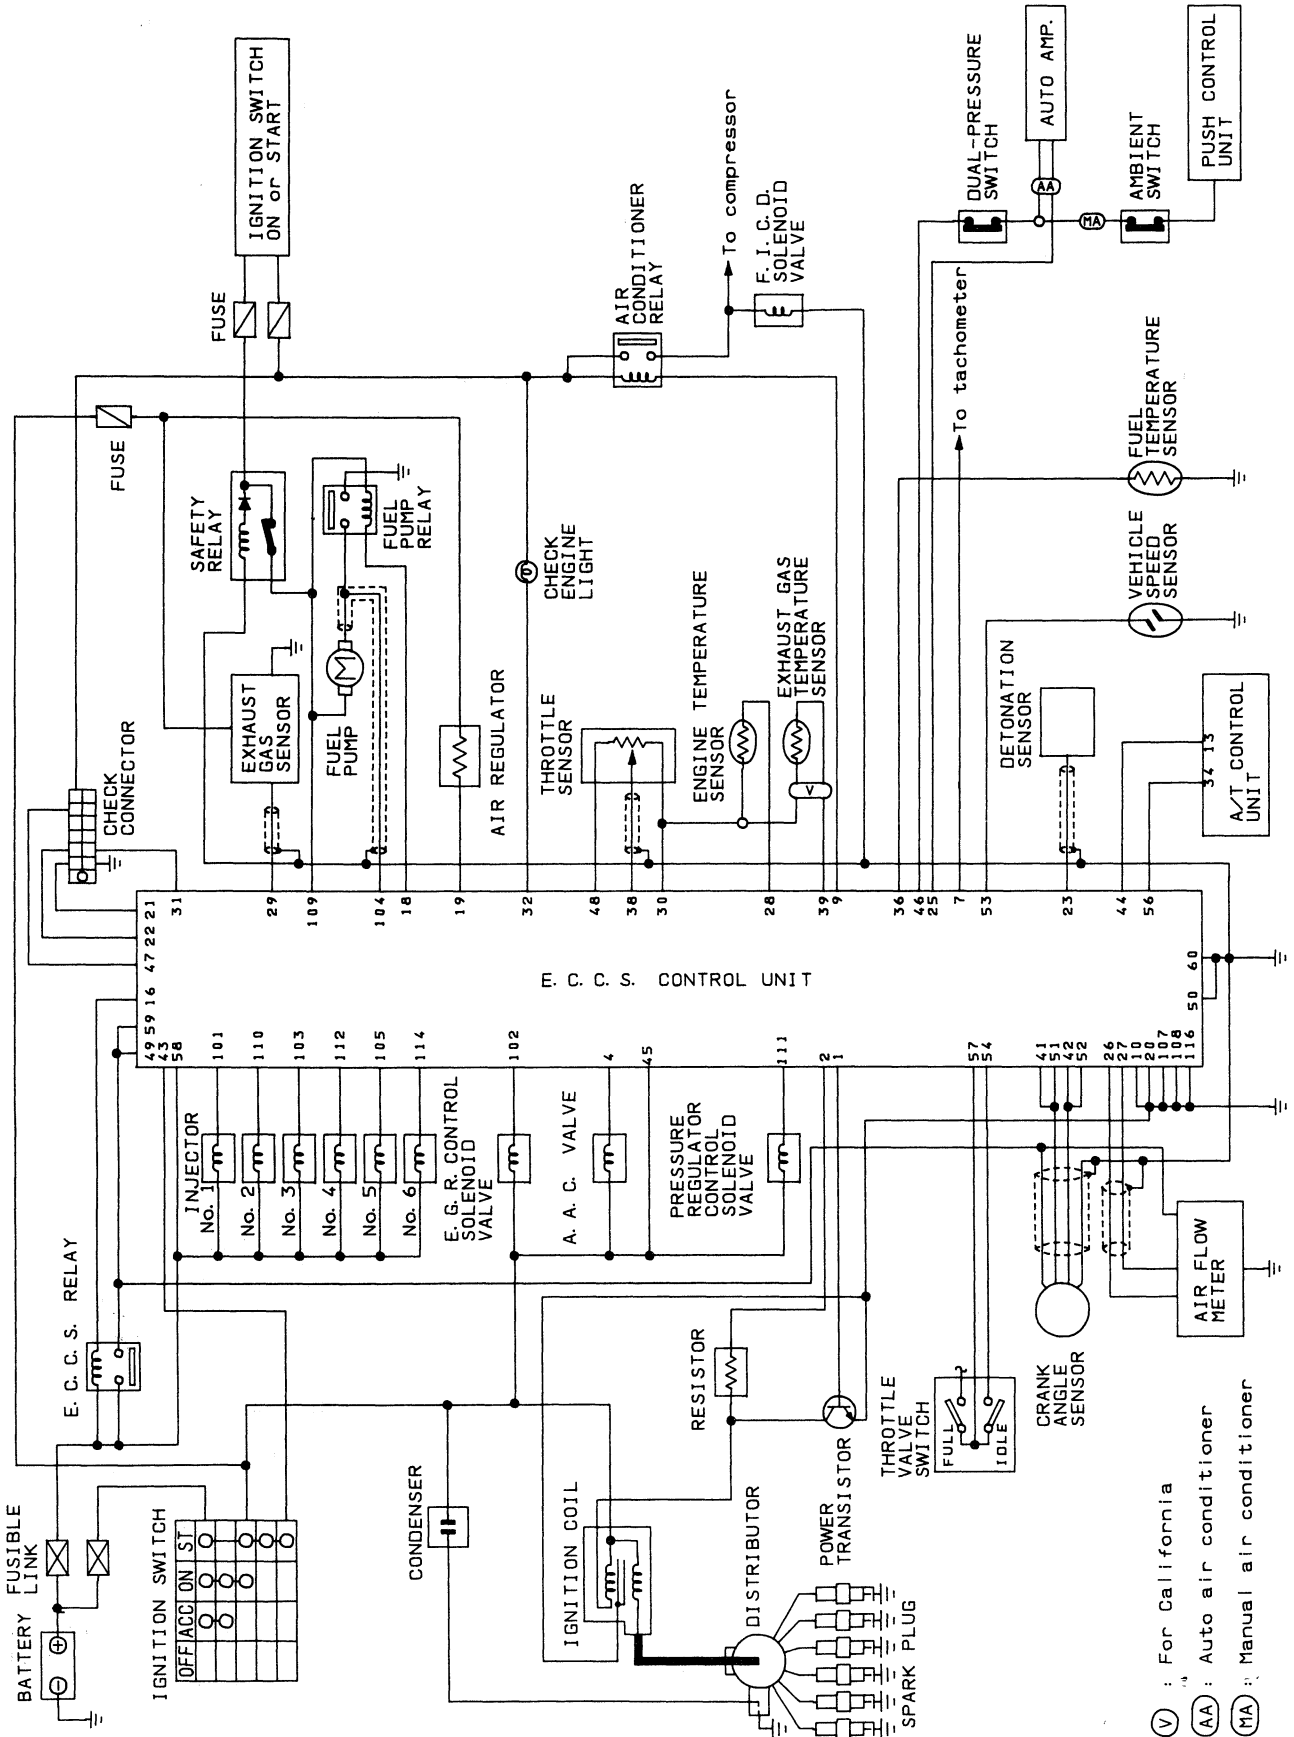 BATTERY
FUSIBLE
LINK
IGNITION SWITCH
OFF
ACC
ON
ST
E. C. C. S. RELAY
CHECK
CONNECTOR
FUSE
FUSE
IGNITION SWITCH
ON or START
SAFETY
RELAY
EXHAUST
GAS
SENSOR
FUEL
PUMP
M
FUEL
PUMP
RELAY
AIR REGULATOR
CHECK
ENGINE
LIGHT
THROTTLE
SENSOR
ENGINE TEMPERATURE
SENSOR
EXHAUST GAS
TEMPERATURE
SENSOR
V
AIR
CONDITIONER
RELAY
To compressor
F. I. C. D.
SOLENOID
VALVE
DUAL-PRESSURE
SWITCH
AUTO AMP.
AA
MA
AMBIENT
SWITCH
PUSH CONTROL
UNIT
To tachometer
FUEL
TEMPERATURE
SENSOR
VEHICLE
SPEED
SENSOR
DETONATION
SENSOR
34 13
A/T CONTROL
UNIT
21
22
47
16
59
49
31
29
109
104
18
19
32
48
38
30
28
39
9
36
46
25
7
53
23
44
56
60
50
E. C. C. S. CONTROL UNIT
43
58
101
110
103
112
105
114
102
4
45
111
2
1
57
54
41
51
42
52
26
27
10
20
107
108
116
INJECTOR
No. 1
No. 2
No. 3
No. 4
No. 5
No. 6
E. G. R. CONTROL
SOLENOID
VALVE
A. A. C. VALVE
PRESSURE
REGULATOR
CONTROL
SOLENOID
VALVE
RESISTOR
CONDENSER
IGNITION COIL
DISTRIBUTOR
SPARK PLUG
POWER
TRANSISTOR
THROTTLE
VALVE
SWITCH
FULL
IDLE
CRANK
ANGLE
SENSOR
AIR FLOW
METER
V : For California
AA : Auto air conditioner
MA : Manual air conditioner